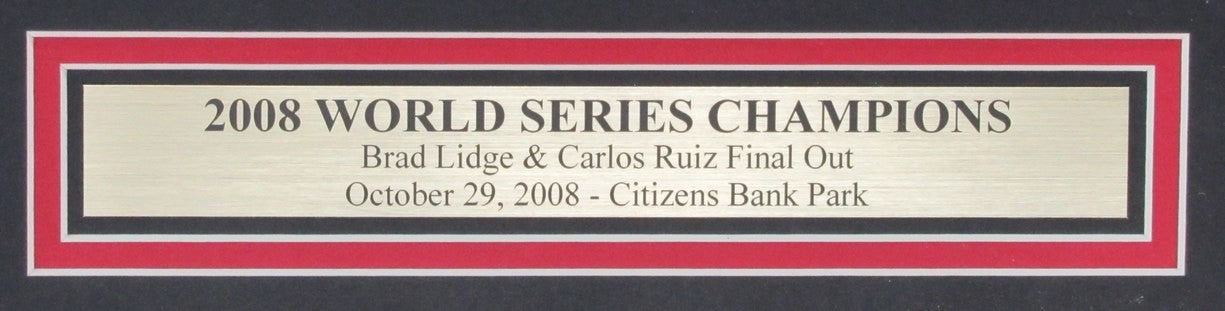 2008 WORLD SERIES CHAMPIONS
Brad Lidge & Carlos Ruiz Final Out
October 29, 2008 - Citizens Bank Park